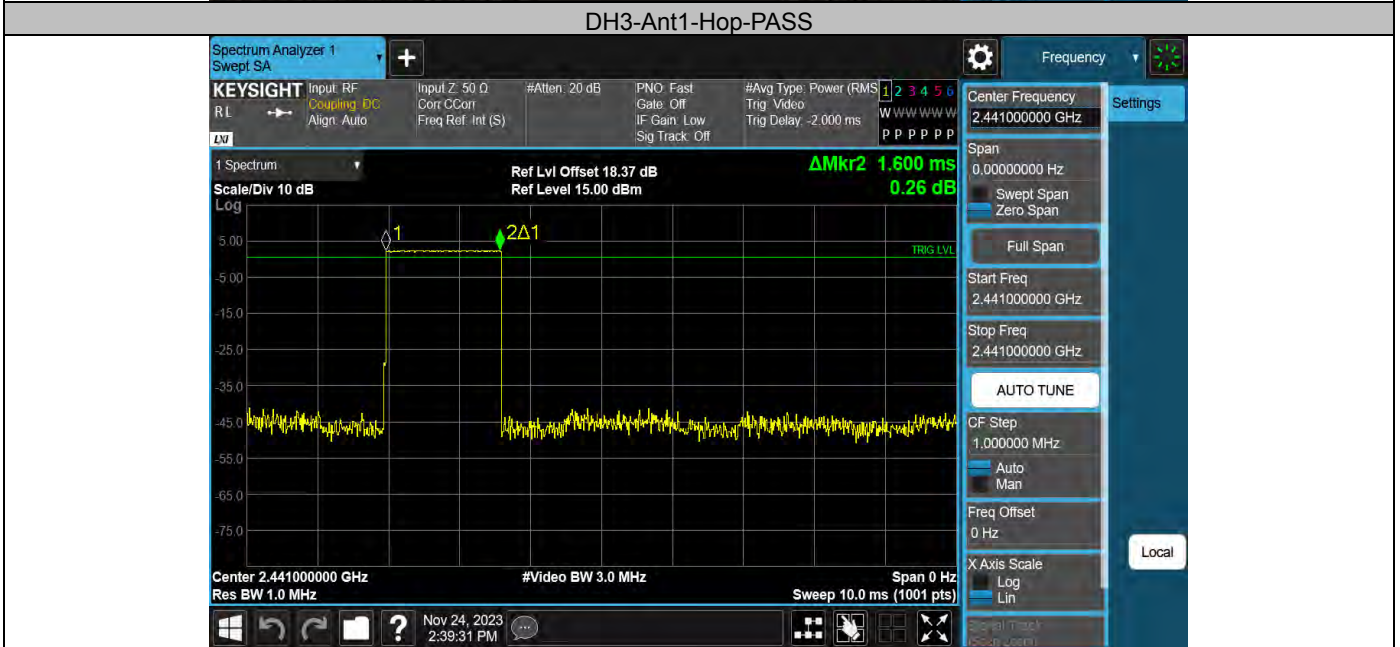 DH3-Ant1-Hop-PASS
Spectrum Analyzer 1
Swept SA
Frequency
KEYSIGHT
RL
LXI
Input: RF
Coupling: DC
Align: Auto
Input Z: 50 Ω
Corr CCorr
Freq Ref: Int (S)
#Atten: 20 dB
PNO: Fast
Gate: Off
IF Gain: Low
Sig Track: Off
#Avg Type: Power (RMS
Trig: Video
Trig Delay: -2.000 ms
1 2 3 4 5 6
W W W W W W
P P P P P P
1 Spectrum
Scale/Div 10 dB
Log
Ref Lvl Offset 18.37 dB
Ref Level 15.00 dBm
ΔMkr2 1.600 ms
0.26 dB
1
2Δ1
TRIG LVL
5.00
-5.00
-15.0
-25.0
-35.0
-45.0
-55.0
-65.0
-75.0
Center 2.441000000 GHz
Res BW 1.0 MHz
#Video BW 3.0 MHz
Span 0 Hz
Sweep 10.0 ms (1001 pts)
Nov 24, 2023
2:39:31 PM
Center Frequency
2.441000000 GHz
Settings
Span
0.00000000 Hz
Swept Span
Zero Span
Full Span
Start Freq
2.441000000 GHz
Stop Freq
2.441000000 GHz
AUTO TUNE
CF Step
1.000000 MHz
Auto
Man
Freq Offset
0 Hz
X Axis Scale
Log
Lin
Signal Track
(Span Zoom)
Local